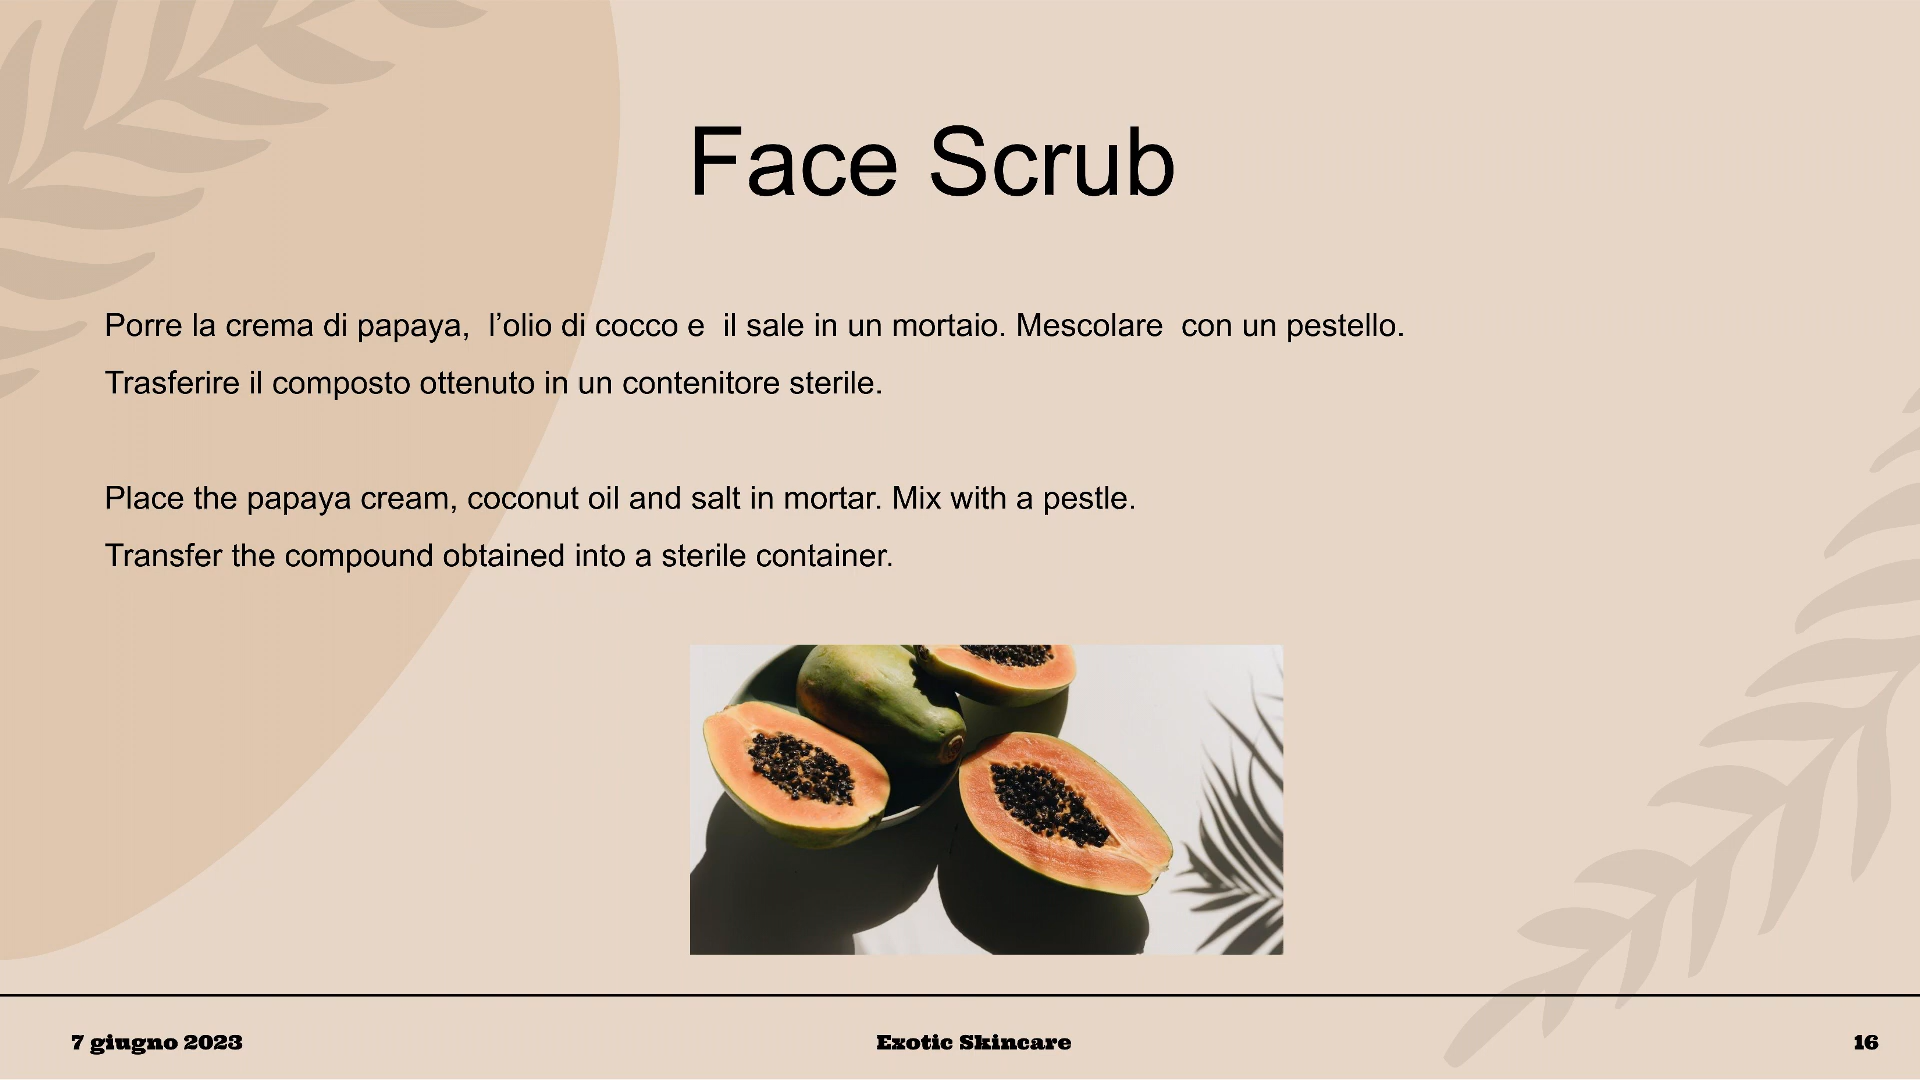 Face Scrub
Porre la crema di papaya,  l’olio di cocco e  il sale in un mortaio. Mescolare  con un pestello.
Trasferire il composto ottenuto in un contenitore sterile.
Place the papaya cream, coconut oil and salt in mortar. Mix with a pestle.
Transfer the compound obtained into a sterile container.
7 giugno 2023
Exotic Skincare
16